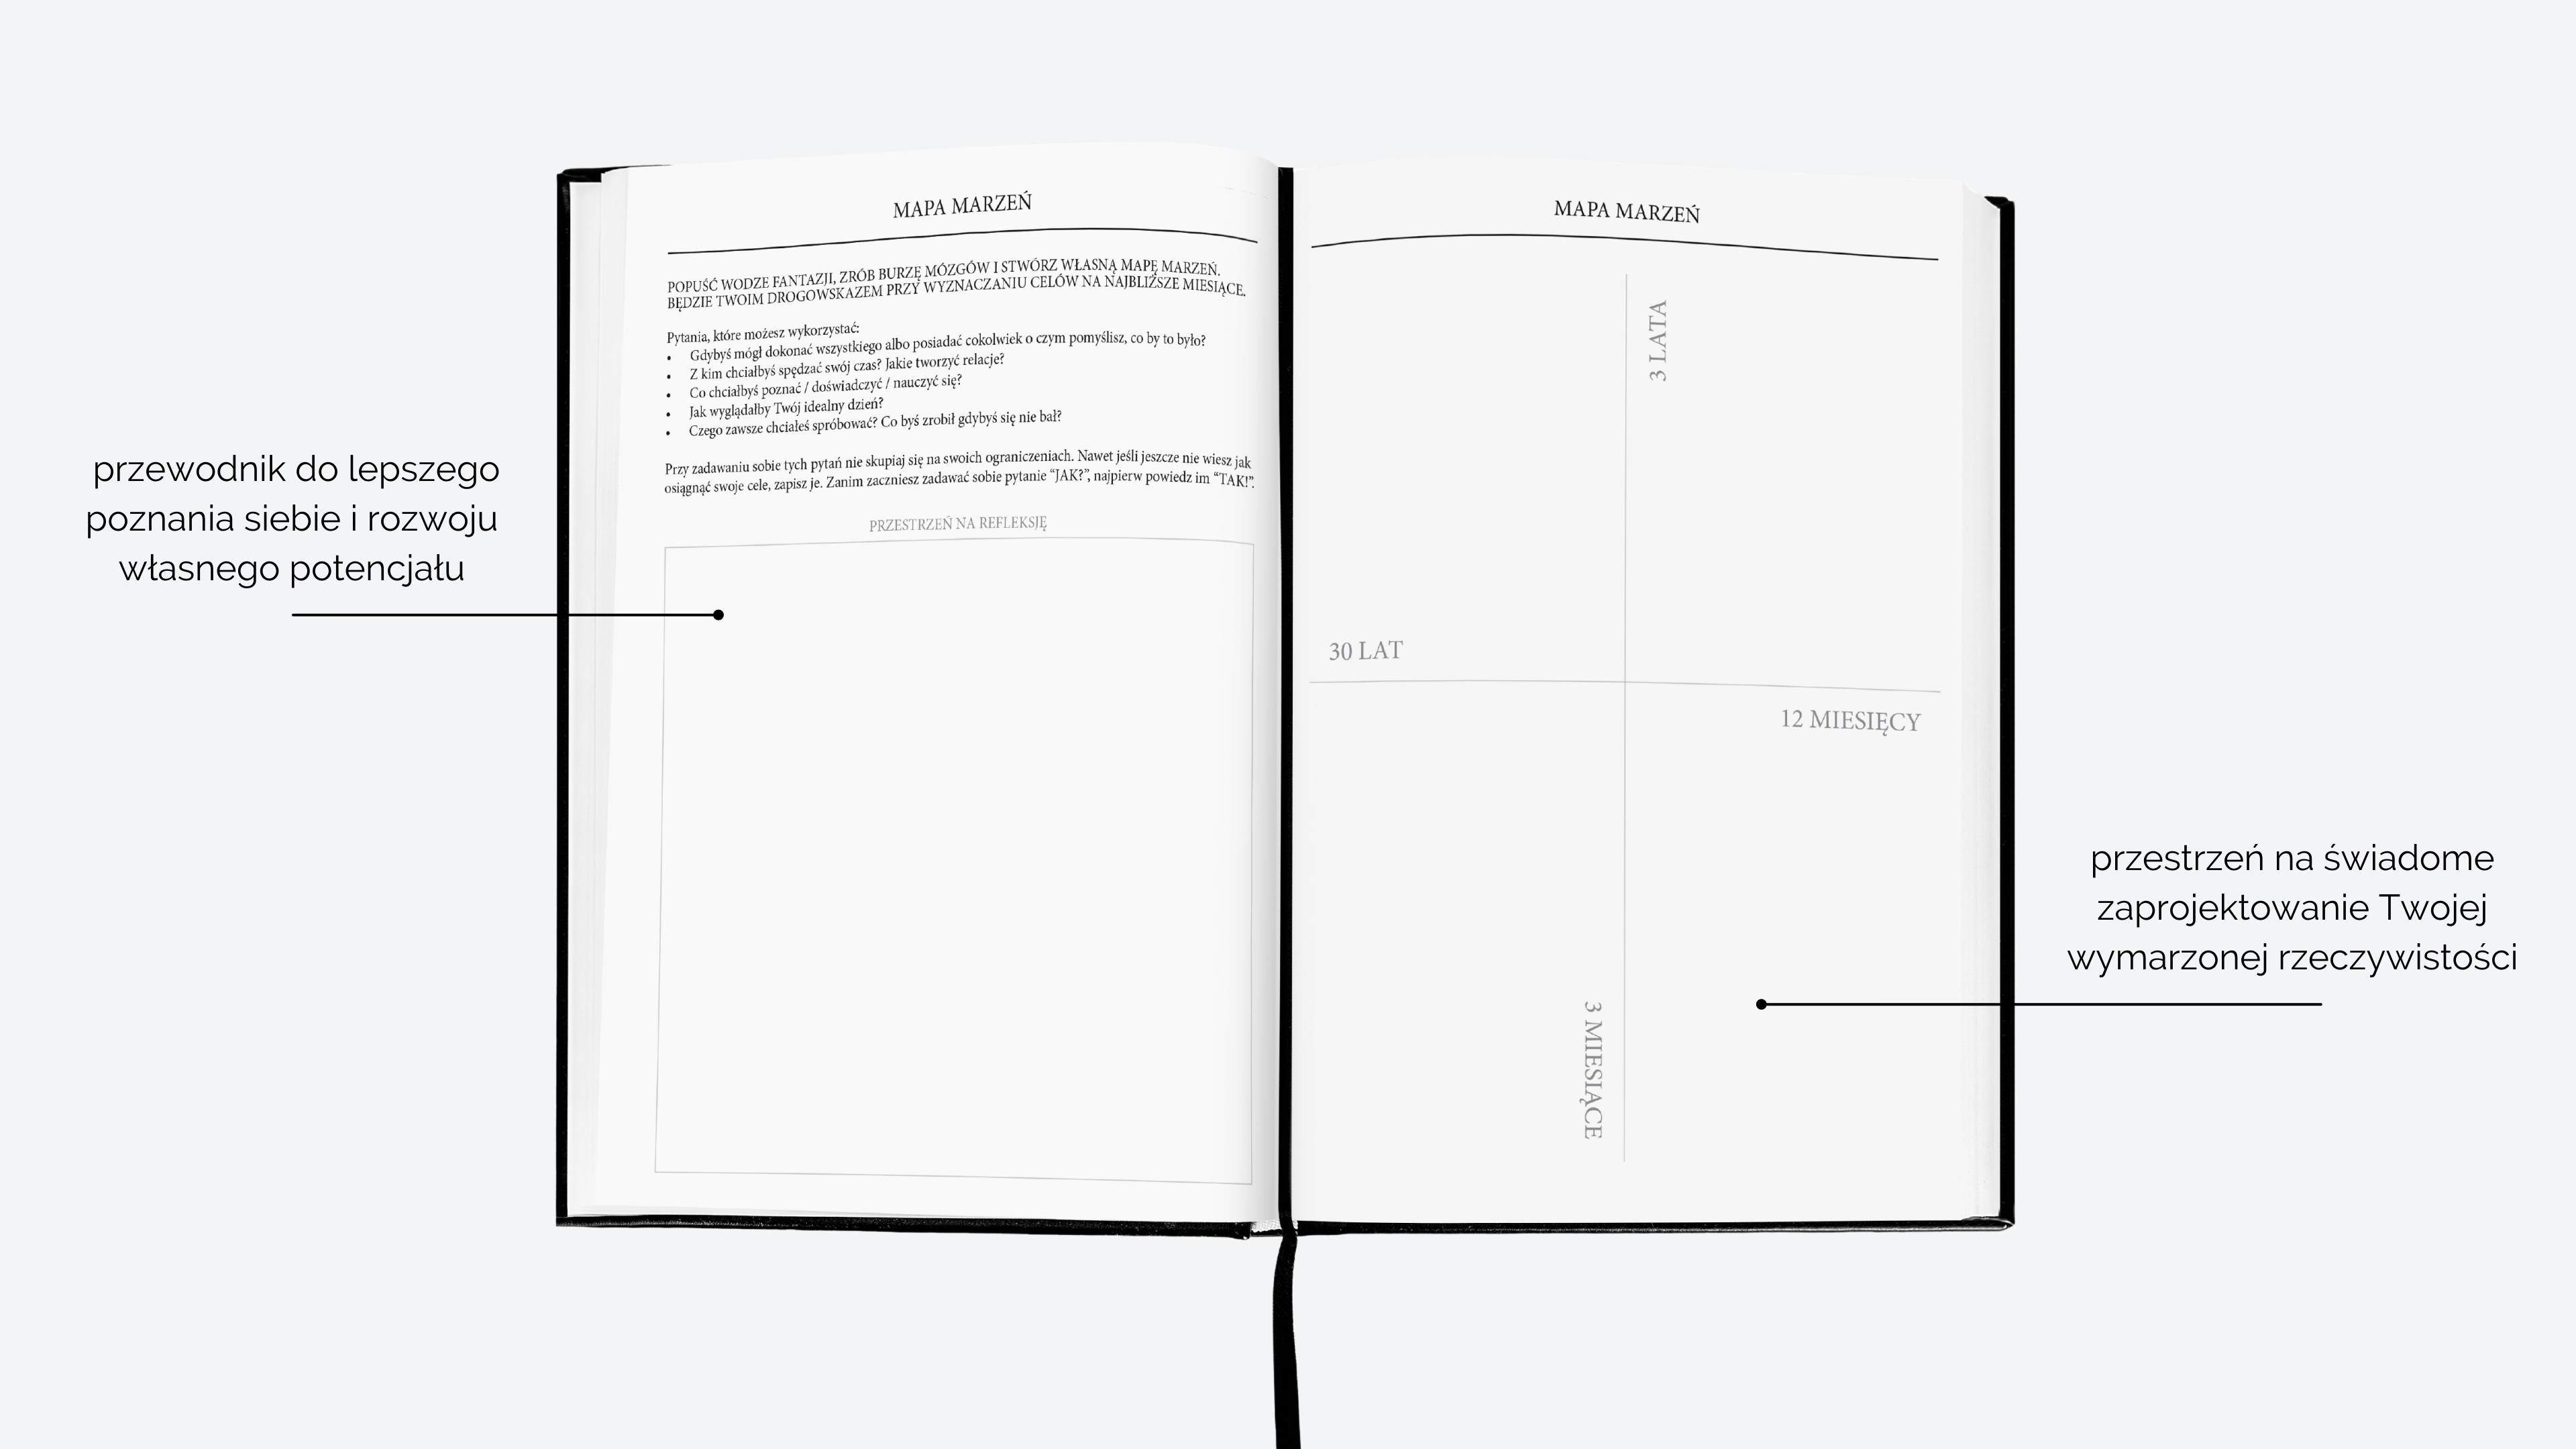 MAPA MARZEŃ
POPUŚĆ WODZE FANTAZJI, ZRÓB BURZĘ MÓZGÓW I STWÓRZ WŁASNĄ MAPĘ MARZEŃ.
BĘDZIE TWOIM DROGOWSKAZEM PRZY WYZNACZANIU CELÓW NA NAJBLIŻSZE MIESIĄCE.
Pytania, które możesz wykorzystać:
• Gdybyś mógł dokonać wszystkiego albo posiadać cokolwiek o czym pomyślisz, co by to było?
• Z kim chciałbyś spędzać swój czas? Jakie tworzyć relacje?
• Co chciałbyś poznać / doświadczyć / nauczyć się?
• Jak wyglądałby Twój idealny dzień?
• Czego zawsze chciałeś spróbować? Co byś zrobił gdybyś się nie bał?
Przy zadawaniu sobie tych pytań nie skupiaj się na swoich ograniczeniach. Nawet jeśli jeszcze nie wiesz jak
osiągnąć swoje cele, zapisz je. Zanim zaczniesz zadawać sobie pytanie “JAK?”, najpierw powiedz im “TAK!”.
PRZESTRZEŃ NA REFLEKSJĘ
przewodnik do lepszego
poznania siebie i rozwoju
własnego potencjału
MAPA MARZEŃ
3 LATA
30 LAT
12 MIESIĘCY
3 MIESIĄCE
przestrzeń na świadome
zaprojektowanie Twojej
wymarzonej rzeczywistości